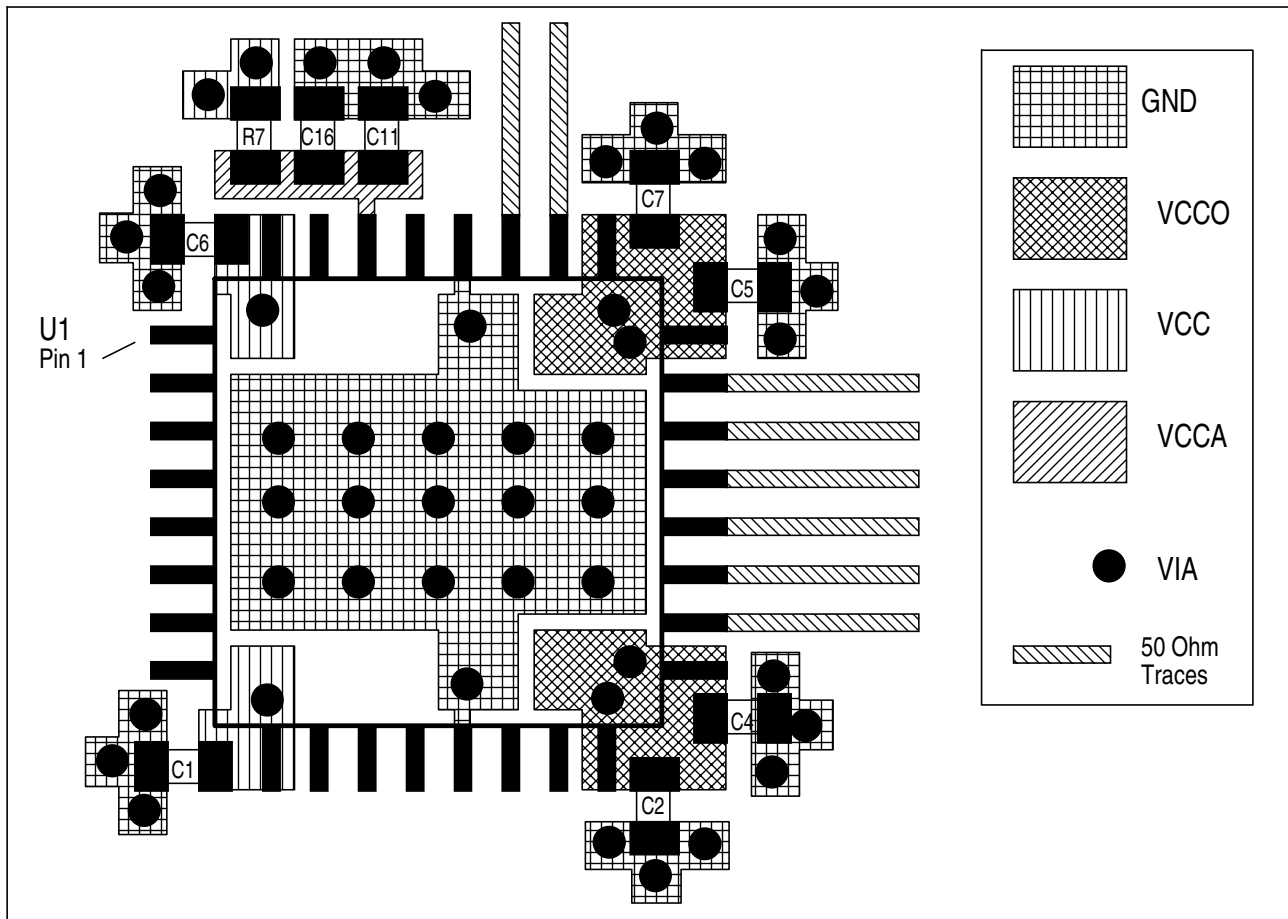 R7
C16
C11
C7
C6
C5
U1
Pin 1
C4
C1
C2
GND
VCCO
VCC
VCCA
VIA
50 Ohm
Traces